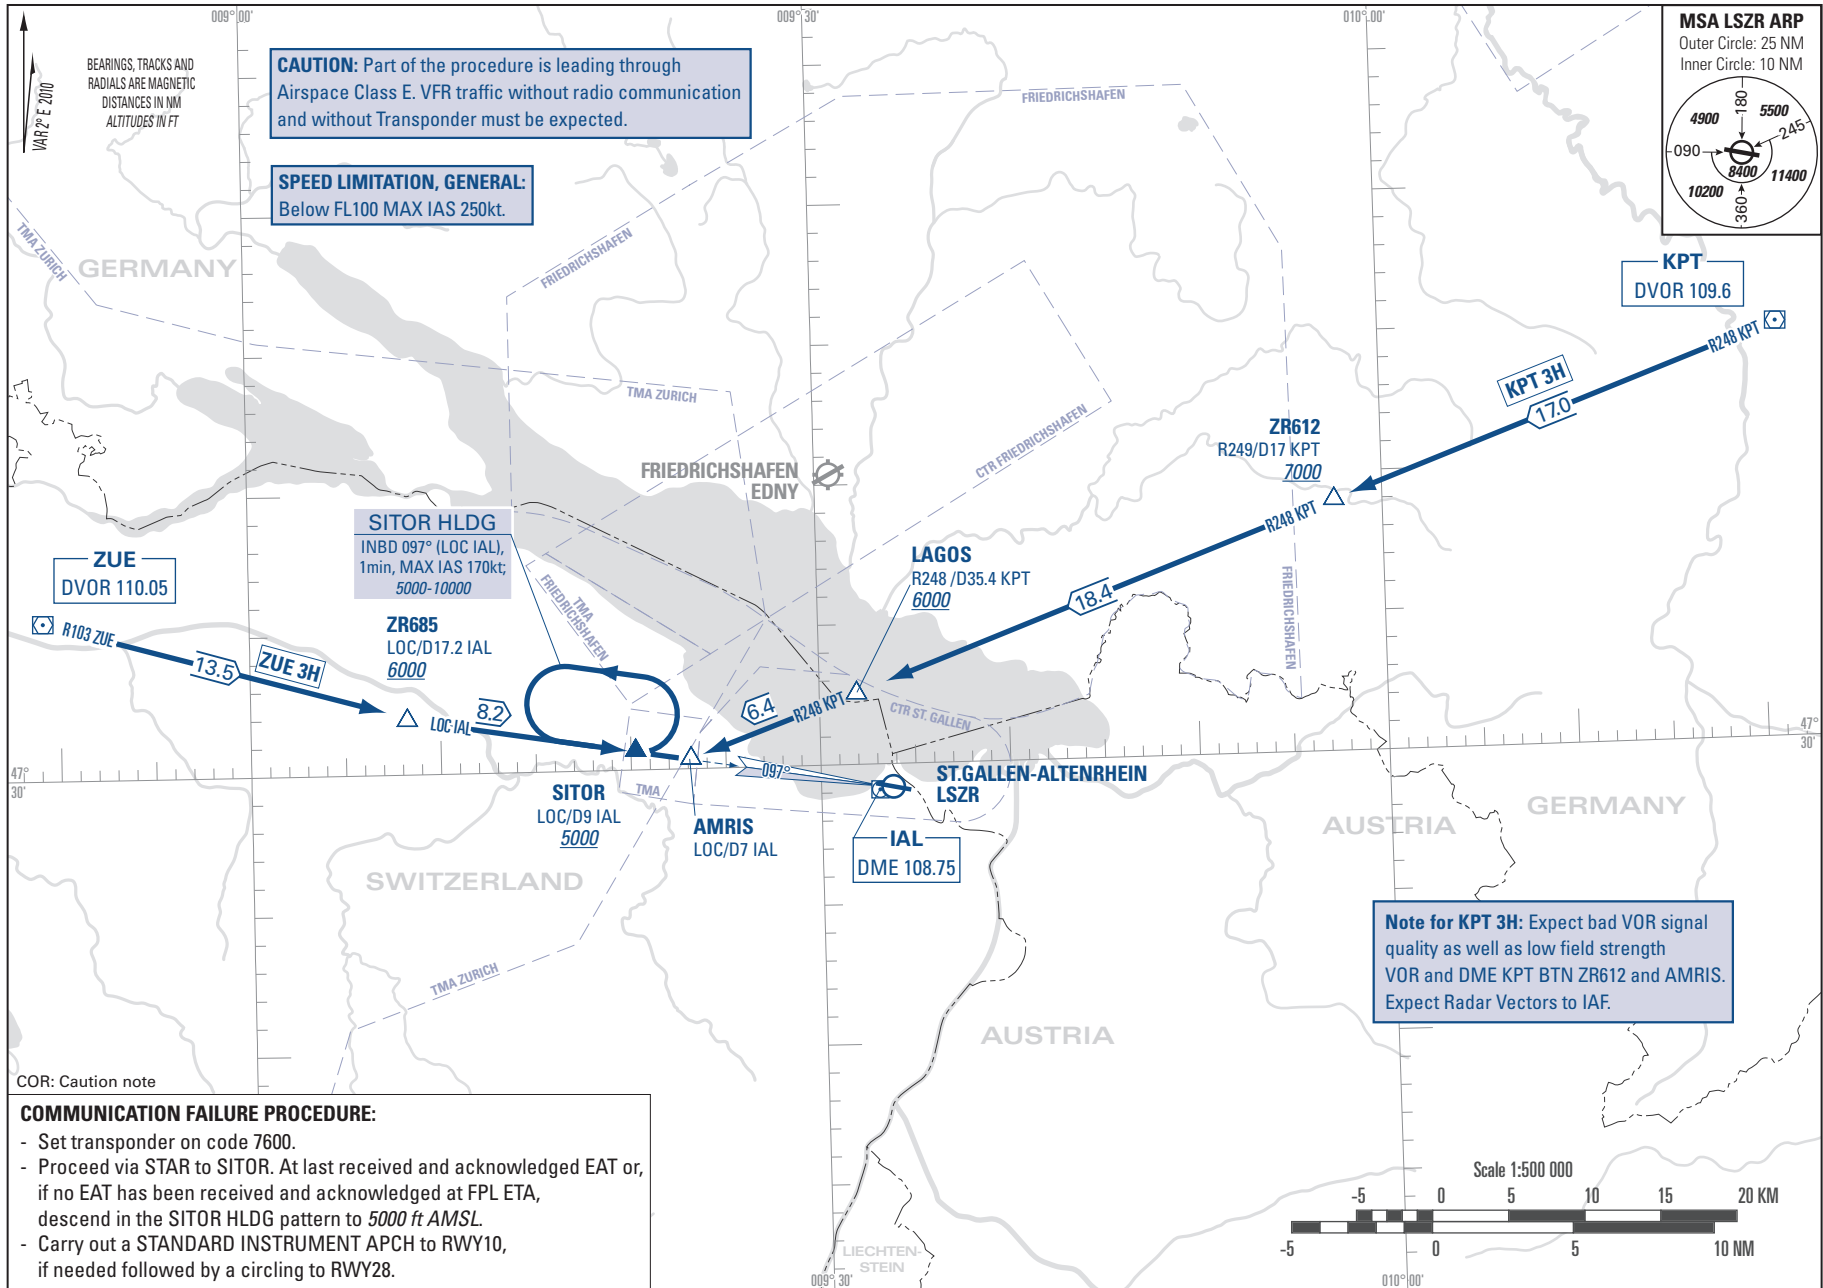 009° 00'
009° 30'
010° 00'
VAR 2° E 2010
BEARINGS, TRACKS AND
RADIALS ARE MAGNETIC
DISTANCES IN NM
ALTITUDES IN FT
CAUTION: Part of the procedure is leading through
Airspace Class E. VFR traffic without radio communication
and without Transponder must be expected.
SPEED LIMITATION, GENERAL:
Below FL100 MAX IAS 250kt.
MSA LSZR ARP
Outer Circle: 25 NM
Inner Circle: 10 NM
4900
180
5500
245
090
8400
11400
10200
360
FRIEDRICHSHAFEN
FRIEDRICHSHAFEN
TMA ZURICH
GERMANY
KPT
DVOR 109.6
R248 KPT
KPT 3H
17.0
TMA ZURICH
CTR FRIEDRICHSHAFEN
ZR612
R249/D17 KPT
7000
R248 KPT
FRIEDRICHSHAFEN
EDNY
SITOR HLDG
INBD 097° (LOC IAL),
1min, MAX IAS 170kt;
5000-10000
ZUE
DVOR 110.05
R103 ZUE
13.5
ZUE 3H
ZR685
LOC/D17.2 IAL
6000
TMA
FRIEDRICHSHAFEN
LAGOS
R248 /D35.4 KPT
6000
18.4
FRIEDRICHSHAFEN
LOC IAL
8.2
6.4
R248 KPT
CTR ST. GALLEN
47°
30'
47°
30'
097°
TMA
SITOR
LOC/D9 IAL
5000
AMRIS
LOC/D7 IAL
ST.GALLEN-ALTENRHEIN
LSZR
IAL
DME 108.75
GERMANY
AUSTRIA
SWITZERLAND
TMA ZURICH
AUSTRIA
Note for KPT 3H: Expect bad VOR signal
quality as well as low field strength
VOR and DME KPT BTN ZR612 and AMRIS.
Expect Radar Vectors to IAF.
COR: Caution note
COMMUNICATION FAILURE PROCEDURE:
- Set transponder on code 7600.
- Proceed via STAR to SITOR. At last received and acknowledged EAT or,
if no EAT has been received and acknowledged at FPL ETA,
descend in the SITOR HLDG pattern to 5000 ft AMSL.
- Carry out a STANDARD INSTRUMENT APCH to RWY10,
if needed followed by a circling to RWY28.
LIECHTEN-
STEIN
Scale 1:500 000
-5 0 5 10 15 20 KM
-5 0 5 10 NM
009° 30'
010° 00'